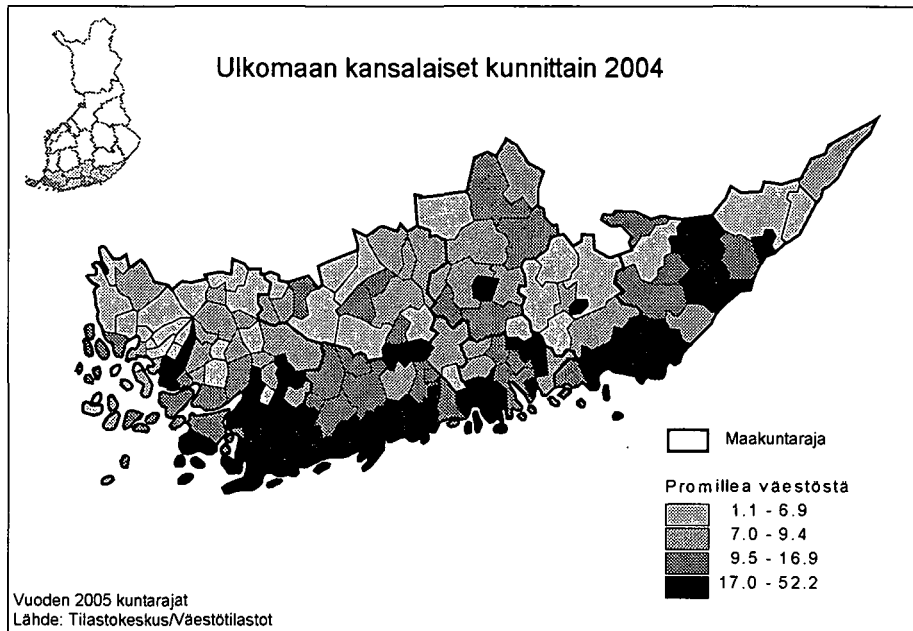 Ulkomaan kansalaiset kunnittain 2004
Maakuntaraja
Promillea väestöstä
1.1 - 6.9
7.0 - 9.4
9.5 - 16.9
17.0 - 52.2
Vuoden 2005 kuntarajat
Lähde: Tilastokeskus/Väestötilastot